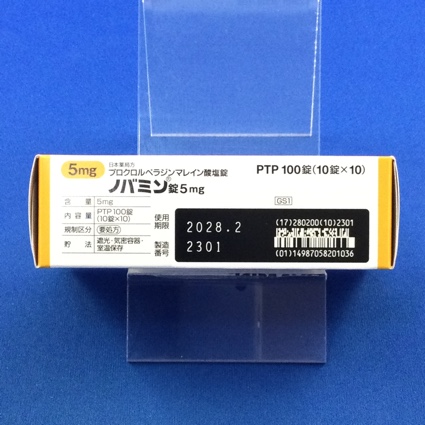 5mg
日本薬局方
プロクロルペラジンマレイン酸塩錠
ノバミン®錠5mg
PTP 100錠(10錠×10)
含量 5mg
内容量 PTP100錠
(10錠×10)
規制区分 要処方
貯法 遮光・気密容器・
室温保存
使用
期限
2028.2
製造
番号
2301
GS1
(17)280200(10)2301
(01)14987058201036